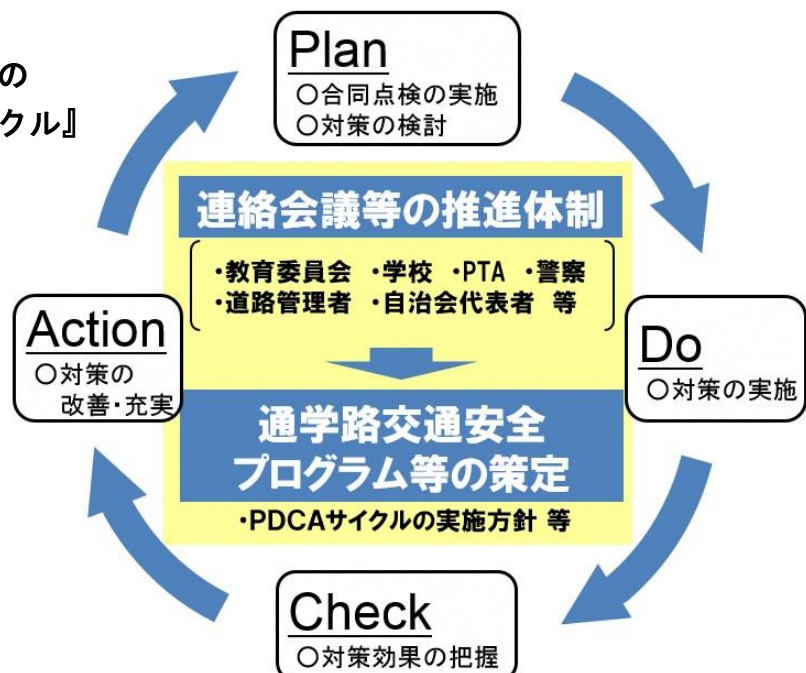 の
クル』
Plan
○合同点検の実施
○対策の検討
連絡会議等の推進体制
・教育委員会 ・学校 ・PTA ・警察
・道路管理者 ・自治会代表者 等
Action
○対策の
改善・充実
Do
○対策の実施
通学路交通安全
プログラム等の策定
・PDCAサイクルの実施方針 等
Check
○対策効果の把握